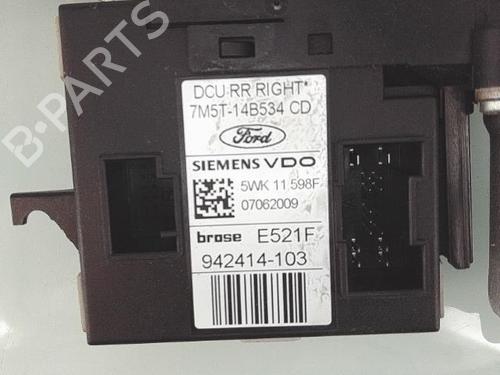 B-PARTS
DCU RR RIGHT*
7M5T-14B534 CD
Ford
SIEMENS VDO
5WK 11 598F
07062009
brose E521F
942414-103